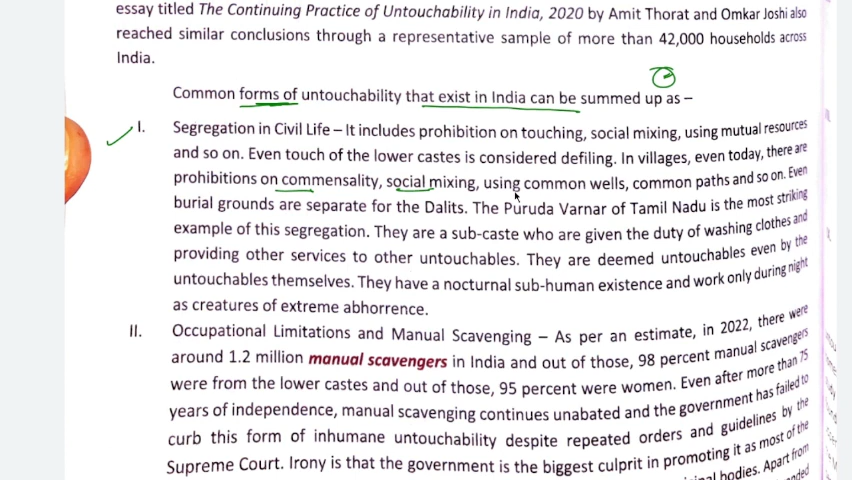 essay titled The Continuing Practice of Untouchability in India, 2020 by Amit Thorat and Omkar Joshi also
reached similar conclusions through a representative sample of more than 42,000 households across
India.
Common forms of untouchability that exist in India can be summed up as –
I. Segregation in Civil Life – It includes prohibition on touching, social mixing, using mutual resources
and so on. Even touch of the lower castes is considered defiling. In villages, even today, there are
prohibitions on commensality, social mixing, using common wells, common paths and so on. Even
burial grounds are separate for the Dalits. The Puruda Varnar of Tamil Nadu is the most striking
example of this segregation. They are a sub-caste who are given the duty of washing clothes and
providing other services to other untouchables. They are deemed untouchables even by the
untouchables themselves. They have a nocturnal sub-human existence and work only during night
as creatures of extreme abhorrence.
II. Occupational Limitations and Manual Scavenging – As per an estimate, in 2022, there were
around 1.2 million manual scavengers in India and out of those, 98 percent manual scavengers
were from the lower castes and out of those, 95 percent were women. Even after more than 75
years of independence, manual scavenging continues unabated and the government has failed to
curb this form of inhumane untouchability despite repeated orders and guidelines by the
Supreme Court. Irony is that the government is the biggest culprit in promoting it as most of the
bodies. Apart from